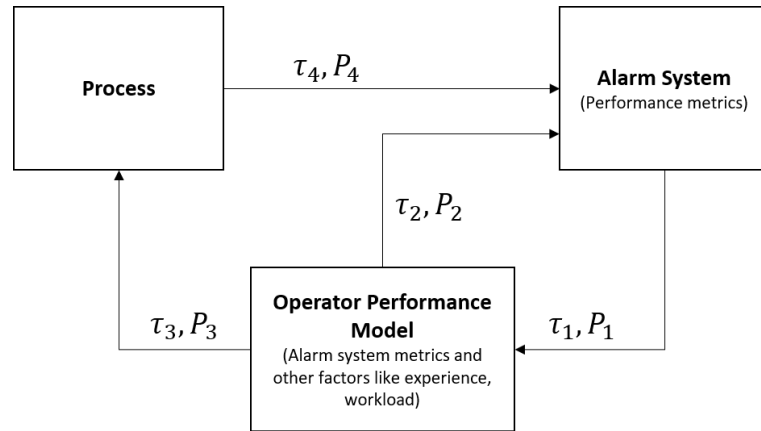 Process
τ₄, P₄
Alarm System
(Performance metrics)
τ₂, P₂
Operator Performance
Model
(Alarm system metrics and
other factors like experience,
workload)
τ₃, P₃
τ₁, P₁